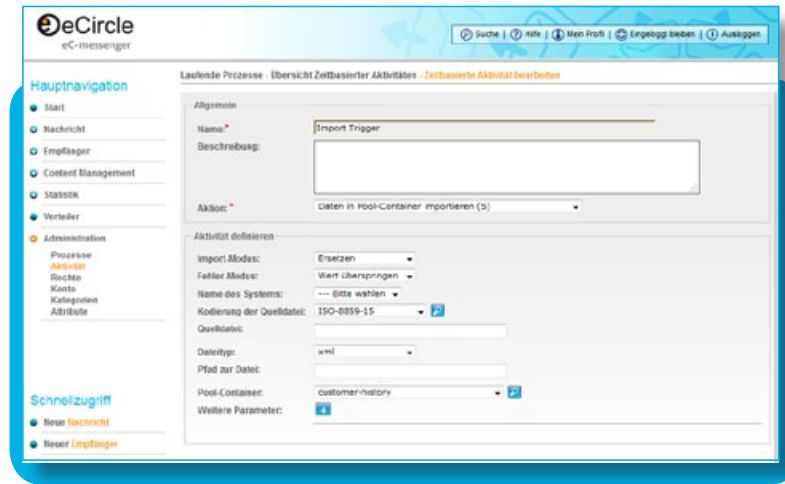 eCircle
eC-messenger
Suche | Hilfe | Mein Profil | Eingeloggt bleiben | Ausloggen
Hauptnavigation
Start
Nachricht
Empfänger
Content Management
Statistik
Verteiler
Administration
Prozesse
Aktivität
Rechte
Konto
Kategorien
Attribute
Schnellzugriff
Neue Nachricht
Neuer Empfänger
Laufende Prozesse - Übersicht Zeitbasierter Aktivitäten - Zeitbasierte Aktivität bearbeiten
Allgemein
Name:* Import Trigger
Beschreibung:
Aktion: * Daten in Pool-Container importieren (S)
Aktivität definieren
Import-Modus: Ersetzen
Fehler Modus: Wert überspringen
Name des Systems: --- Bitte wählen
Kodierung der Quelldatei: ISO-8859-15
Quelldatei:
Dateityp: xml
Pfad zur Datei:
Pool-Container: customer-history
Weitere Parameter: